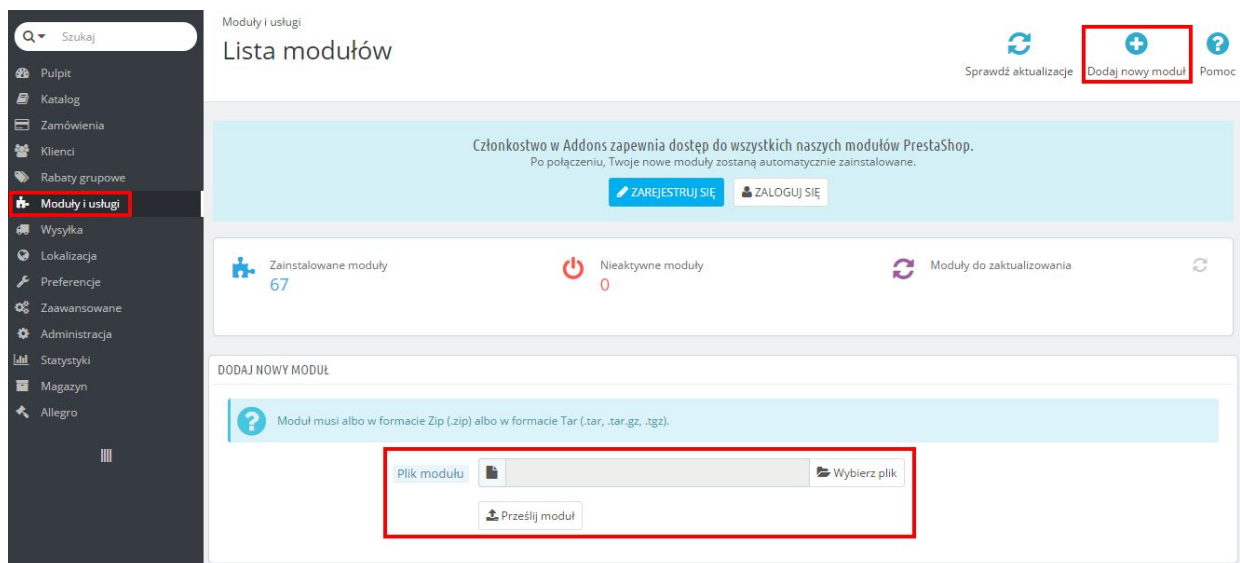 Szukaj
Pulpit
Katalog
Zamówienia
Klienci
Rabaty grupowe
Moduły i usługi
Wysyłka
Lokalizacja
Preferencje
Zaawansowane
Administracja
Statystyki
Magazyn
Allegro
Moduły i usługi
Lista modułów
Sprawdź aktualizacje
Dodaj nowy moduł
Pomoc
Członkostwo w Addons zapewnia dostęp do wszystkich naszych modułów PrestaShop.
Po połączeniu, Twoje nowe moduły zostaną automatycznie zainstalowane.
ZAREJESTRUJ SIĘ
ZALOGUJ SIĘ
Zainstalowane moduły
67
Nieaktywne moduły
0
Moduły do zaktualizowania
DODAJ NOWY MODUŁ
Moduł musi albo w formacie Zip (.zip) albo w formacie Tar (.tar, .tar.gz, .tgz).
Plik modułu
Wybierz plik
Prześlij moduł